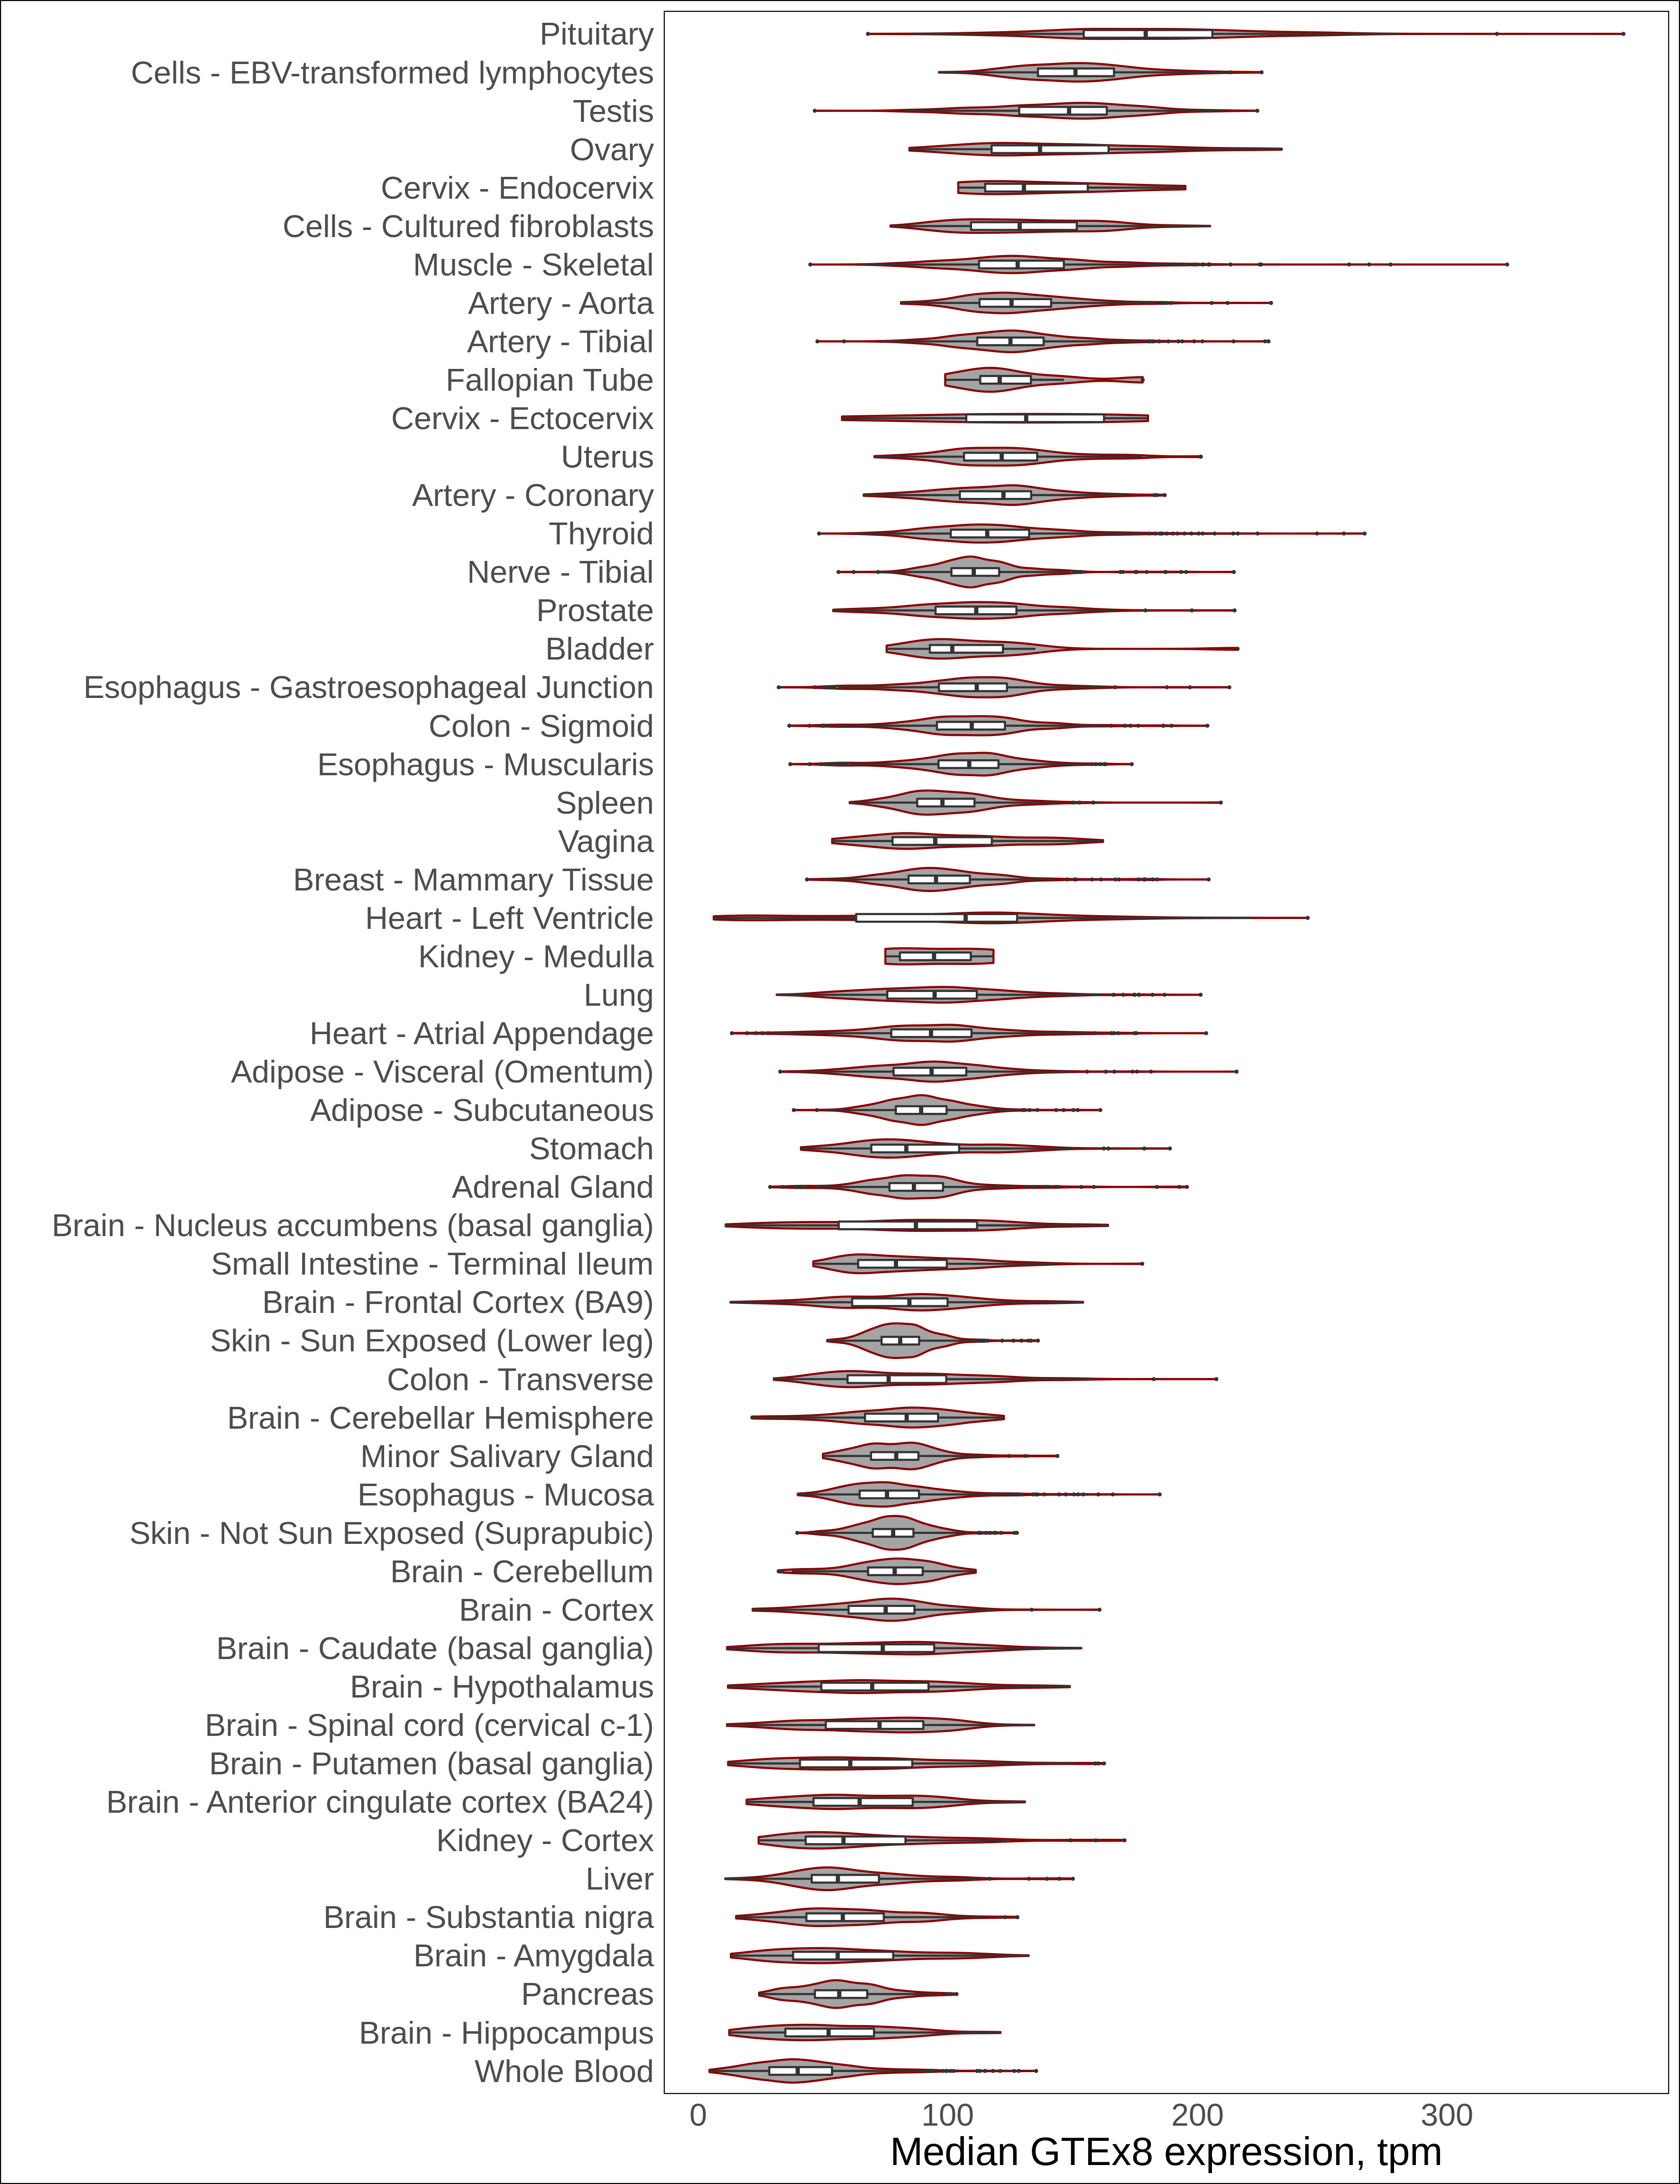 Pituitary
Cells - EBV-transformed lymphocytes
Testis
Ovary
Cervix - Endocervix
Cells - Cultured fibroblasts
Muscle - Skeletal
Artery - Aorta
Artery - Tibial
Fallopian Tube
Cervix - Ectocervix
Uterus
Artery - Coronary
Thyroid
Nerve - Tibial
Prostate
Bladder
Esophagus - Gastroesophageal Junction
Colon - Sigmoid
Esophagus - Muscularis
Spleen
Vagina
Breast - Mammary Tissue
Heart - Left Ventricle
Kidney - Medulla
Lung
Heart - Atrial Appendage
Adipose - Visceral (Omentum)
Adipose - Subcutaneous
Stomach
Adrenal Gland
Brain - Nucleus accumbens (basal ganglia)
Small Intestine - Terminal Ileum
Brain - Frontal Cortex (BA9)
Skin - Sun Exposed (Lower leg)
Colon - Transverse
Brain - Cerebellar Hemisphere
Minor Salivary Gland
Esophagus - Mucosa
Skin - Not Sun Exposed (Suprapubic)
Brain - Cerebellum
Brain - Cortex
Brain - Caudate (basal ganglia)
Brain - Hypothalamus
Brain - Spinal cord (cervical c-1)
Brain - Putamen (basal ganglia)
Brain - Anterior cingulate cortex (BA24)
Kidney - Cortex
Liver
Brain - Substantia nigra
Brain - Amygdala
Pancreas
Brain - Hippocampus
Whole Blood
0 100 200 300
Median GTEx8 expression, tpm